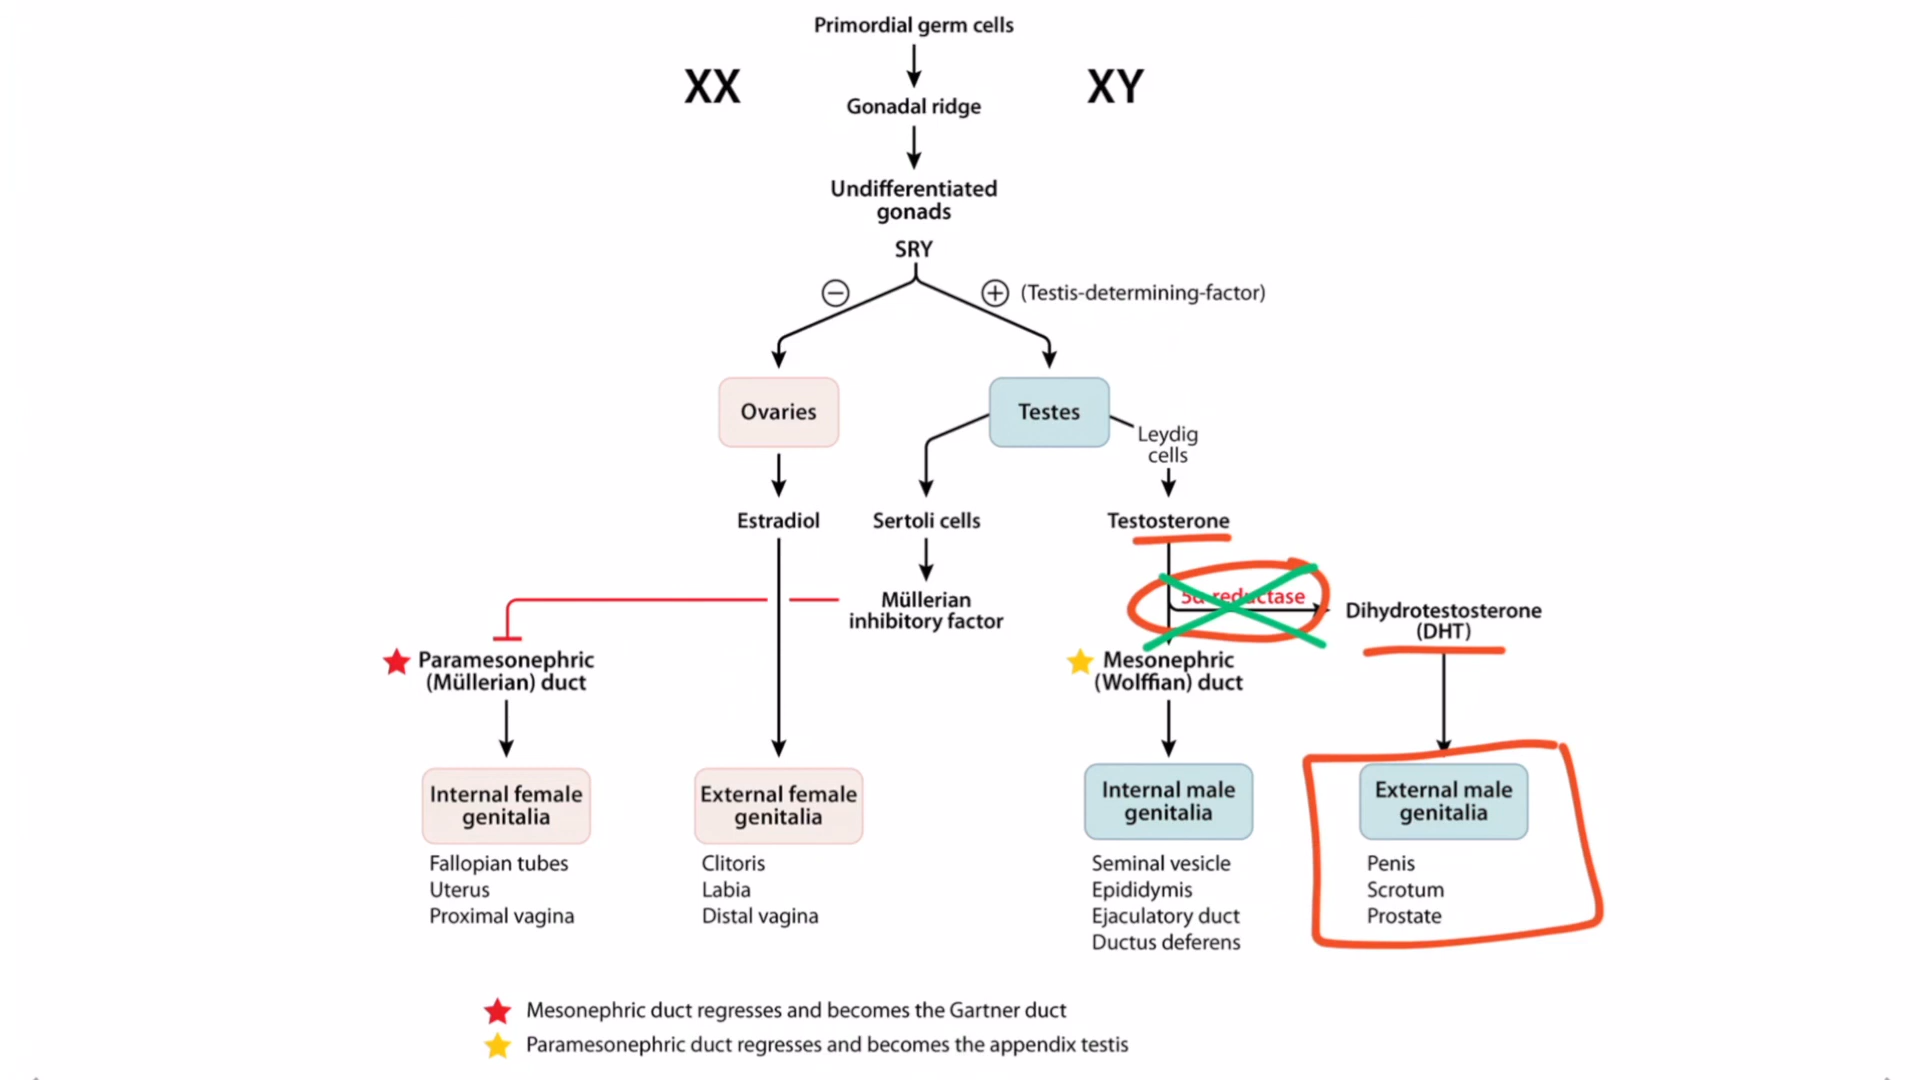 Primordial germ cells
XX
XY
Gonadal ridge
Undifferentiated
gonads
SRY
(Testis-determining-factor)
Ovaries
Testes
Leydig
cells
Estradiol
Sertoli cells
Testosterone
Müllerian
inhibitory factor
5α-reductase
Dihydrotestosterone
(DHT)
Paramesonephric
(Müllerian) duct
Mesonephric
(Wolffian) duct
Internal female
genitalia
External female
genitalia
Internal male
genitalia
External male
genitalia
Fallopian tubes
Uterus
Proximal vagina
Clitoris
Labia
Distal vagina
Seminal vesicle
Epididymis
Ejaculatory duct
Ductus deferens
Penis
Scrotum
Prostate
Mesonephric duct regresses and becomes the Gartner duct
Paramesonephric duct regresses and becomes the appendix testis